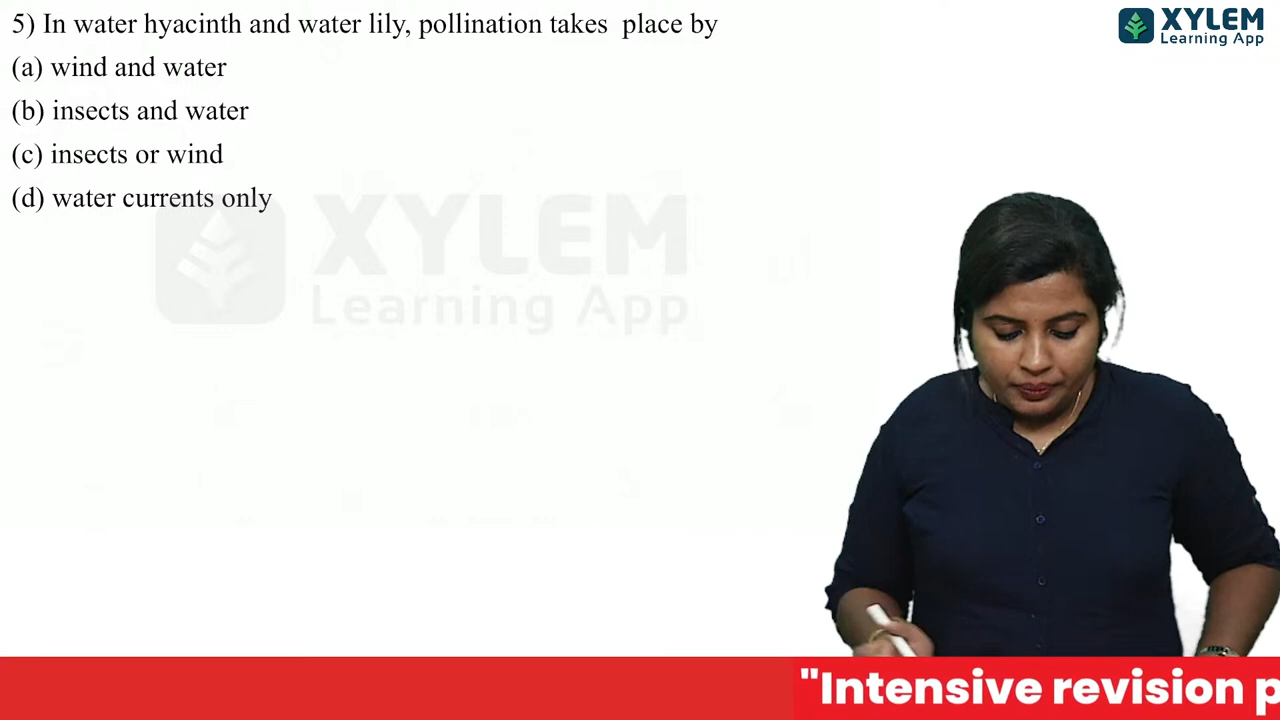 5) In water hyacinth and water lily, pollination takes place by
(a) wind and water
(b) insects and water
(c) insects or wind
(d) water currents only
XYLEM
Learning App
XYLEM
Learning App
"Intensive revision p